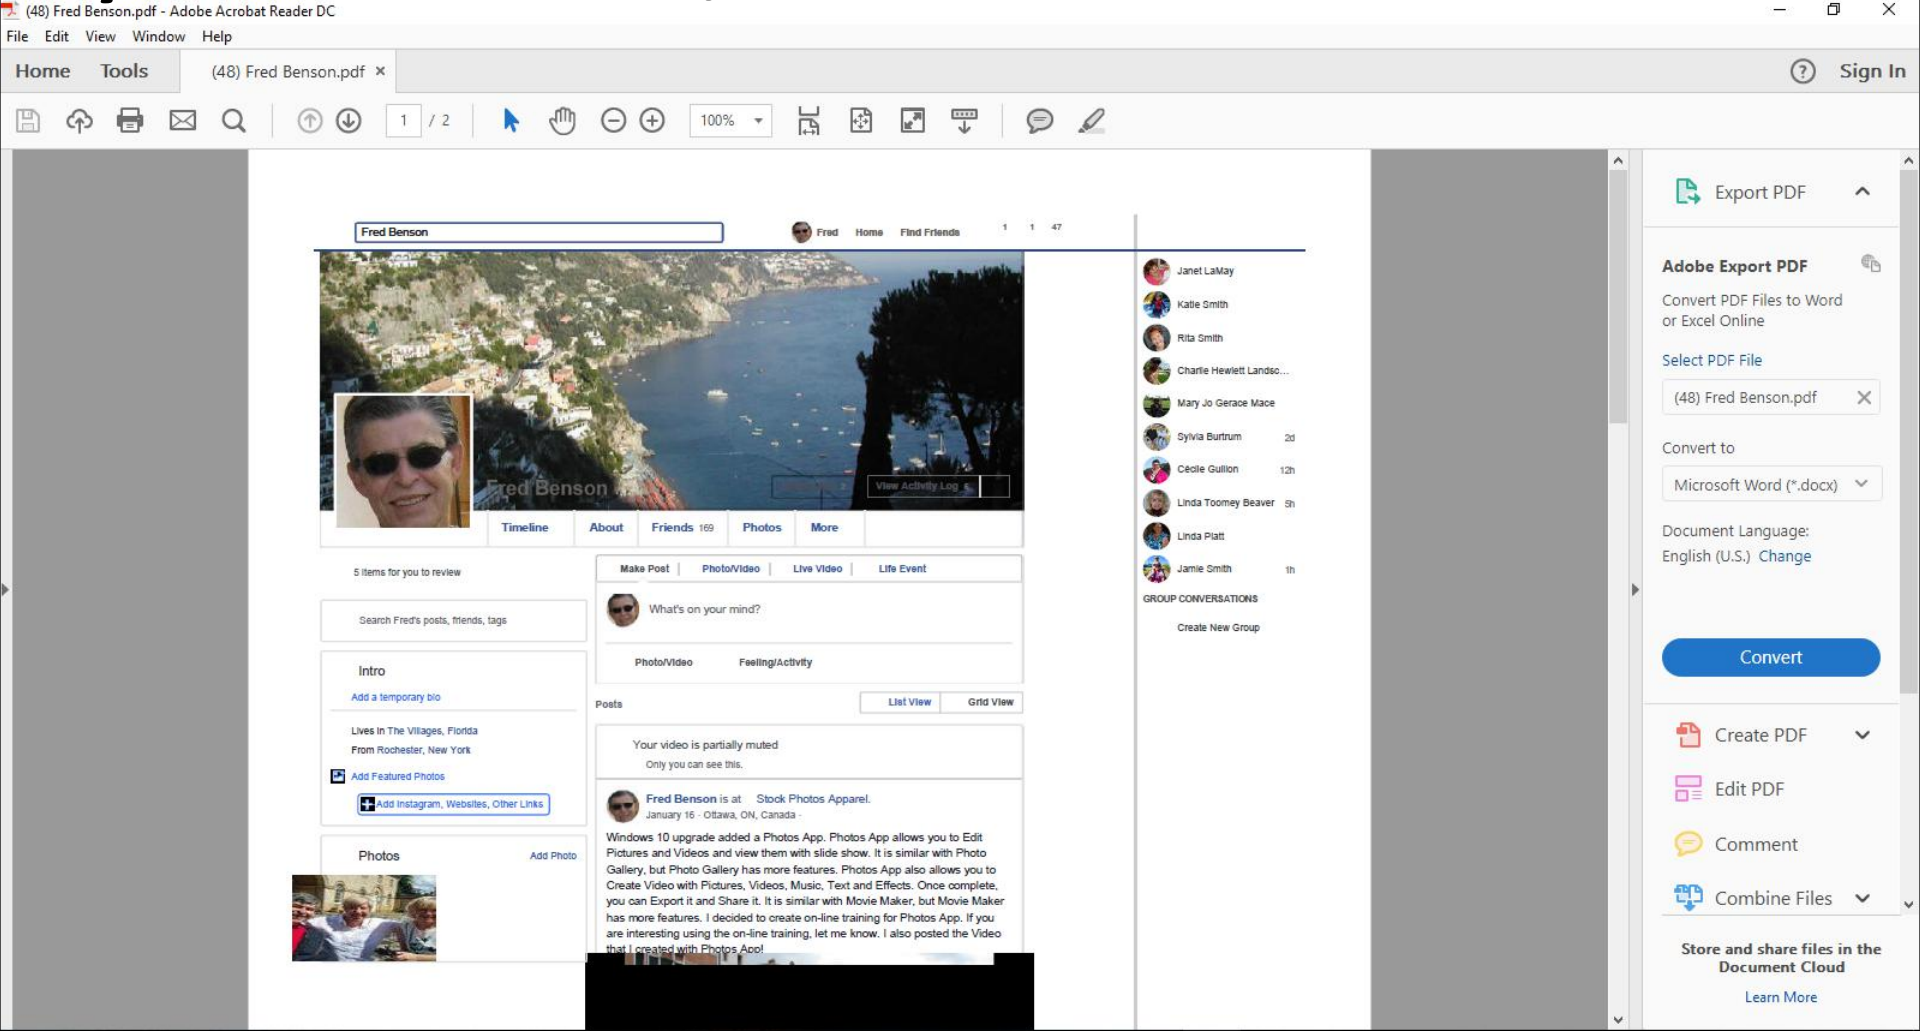 (48) Fred Benson.pdf - Adobe Acrobat Reader DC
File Edit View Window Help
Home Tools (48) Fred Benson.pdf × Sign In
1 / 2 100%
Fred Benson
Fred Home Find Friends 1 1 47
Fred Benson
View Activity Log
Timeline About Friends 169 Photos More
5 items for you to review
Search Fred's posts, friends, tags
Intro
Add a temporary bio
Lives in The Villages, Florida
From Rochester, New York
Add Featured Photos
Add Instagram, Websites, Other Links
Photos Add Photo
Make Post Photo/Video Live Video Life Event
What's on your mind?
Photo/Video Feeling/Activity
Posts List View Grid View
Your video is partially muted
Only you can see this.
Fred Benson is at Stock Photos Apparel.
January 16 · Ottawa, ON, Canada ·
Windows 10 upgrade added a Photos App. Photos App allows you to Edit
Pictures and Videos and view them with slide show. It is similar with Photo
Gallery, but Photo Gallery has more features. Photos App also allows you to
Create Video with Pictures, Videos, Music, Text and Effects. Once complete,
you can Export it and Share it. It is similar with Movie Maker, but Movie Maker
has more features. I decided to create on-line training for Photos App. If you
are interesting using the on-line training, let me know. I also posted the Video
that I created with Photos App!
Janet LaMay
Katie Smith
Rita Smith
Charlie Hewlett Landsc...
Mary Jo Gerace Mace
Sylvia Burtrum 2d
Cécile Guillon 12h
Linda Toomey Beaver 5h
Linda Platt
Jamie Smith 1h
GROUP CONVERSATIONS
Create New Group
Export PDF
Adobe Export PDF
Convert PDF Files to Word
or Excel Online
Select PDF File
(48) Fred Benson.pdf
Convert to
Microsoft Word (*.docx)
Document Language:
English (U.S.) Change
Convert
Create PDF
Edit PDF
Comment
Combine Files
Store and share files in the
Document Cloud
Learn More